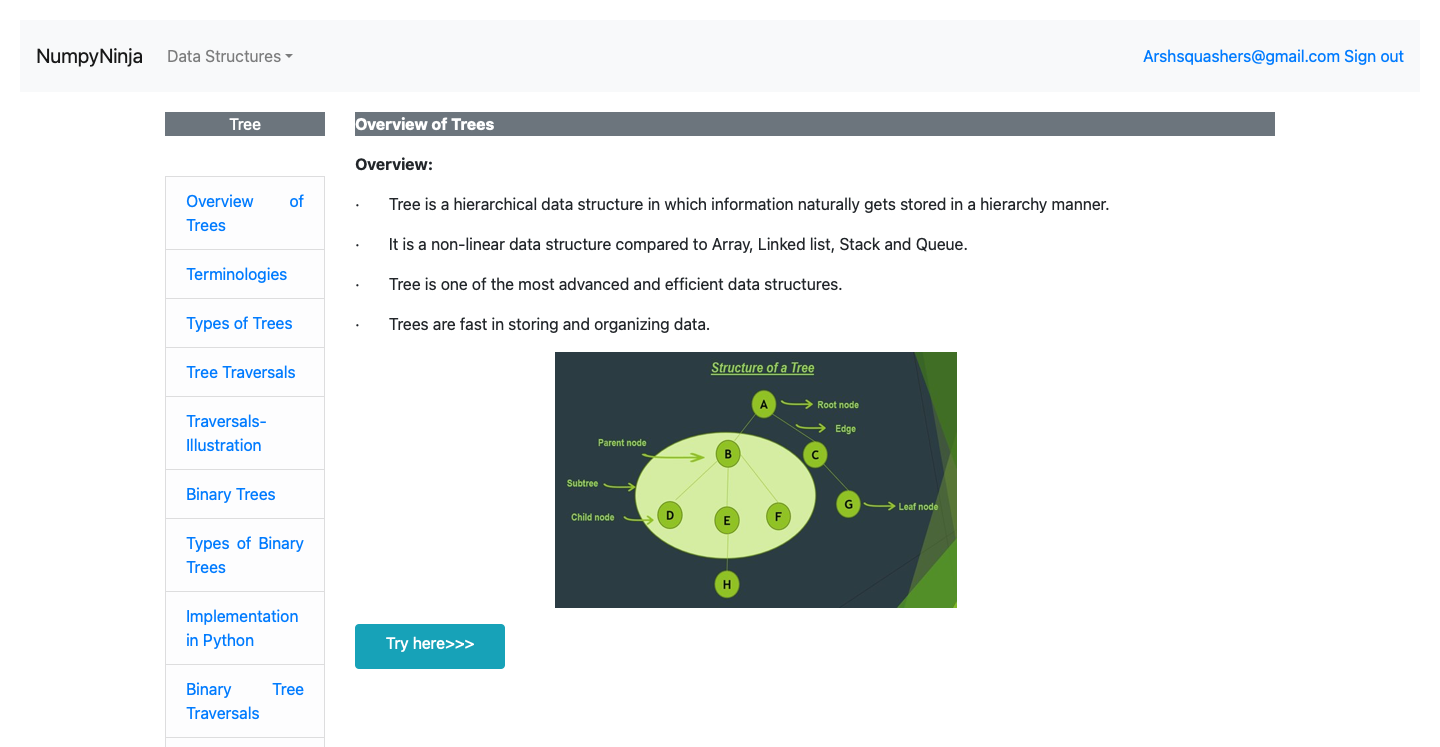 NumpyNinja Data Structures Arshsquashers@gmail.com Sign out
Tree
Overview of
Trees
Terminologies
Types of Trees
Tree Traversals
Traversals-
Illustration
Binary Trees
Types of Binary
Trees
Implementation
in Python
Binary Tree
Traversals
Overview of Trees
Overview:
· Tree is a hierarchical data structure in which information naturally gets stored in a hierarchy manner.
· It is a non-linear data structure compared to Array, Linked list, Stack and Queue.
· Tree is one of the most advanced and efficient data structures.
· Trees are fast in storing and organizing data.
Structure of a Tree
A Root node
Edge
Parent node
B C
Subtree
G Leaf node
Child node D E F
H
Try here>>>